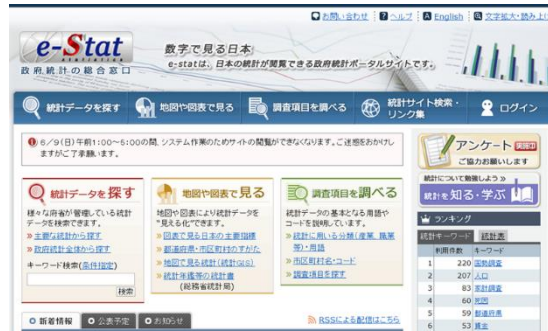 お問い合わせ ヘルプ English 文字拡大・読み上げ
e-Stat
政府統計の総合窓口
数字で見る日本
e-statは、日本の統計が閲覧できる政府統計ポータルサイトです。
統計データを探す
地図や図表で見る
調査項目を調べる
統計サイト検索・
リンク集
ログイン
6/9(日)午前1:00~5:00の間、システム作業のためサイトの閲覧ができなくなります。ご迷惑をおかけし
ますがご了承願います。
アンケート 実施中
ご協力お願いします
統計データを探す
様々な府省が管理している統計
データを検索できます。
主要な統計から探す
政府統計全体から探す
キーワード検索(条件指定)
検索
地図や図表で見る
地図や図表により統計データを
"見える化"できます。
図表で見る日本の主要指標
都道府県・市区町村のすがた
地図で見る統計(統計GIS)
統計年鑑等の統計書
(総務省統計局)
調査項目を調べる
統計データの基本となる用語や
コードを説明しています。
統計に用いる分類(産業、職業
等)・用語
市区町村名・コード
調査項目を探す
統計について勉強しよう
統計を知る・学ぶ
ランキング
統計キーワード 統計表
利用件数 キーワード
1 220 国勢調査
2 207 人口
3 83 家計調査
4 60 死因
5 59 都道府県
6 53 賃金
新着情報 公表予定 お知らせ
RSSによる配信はこちら